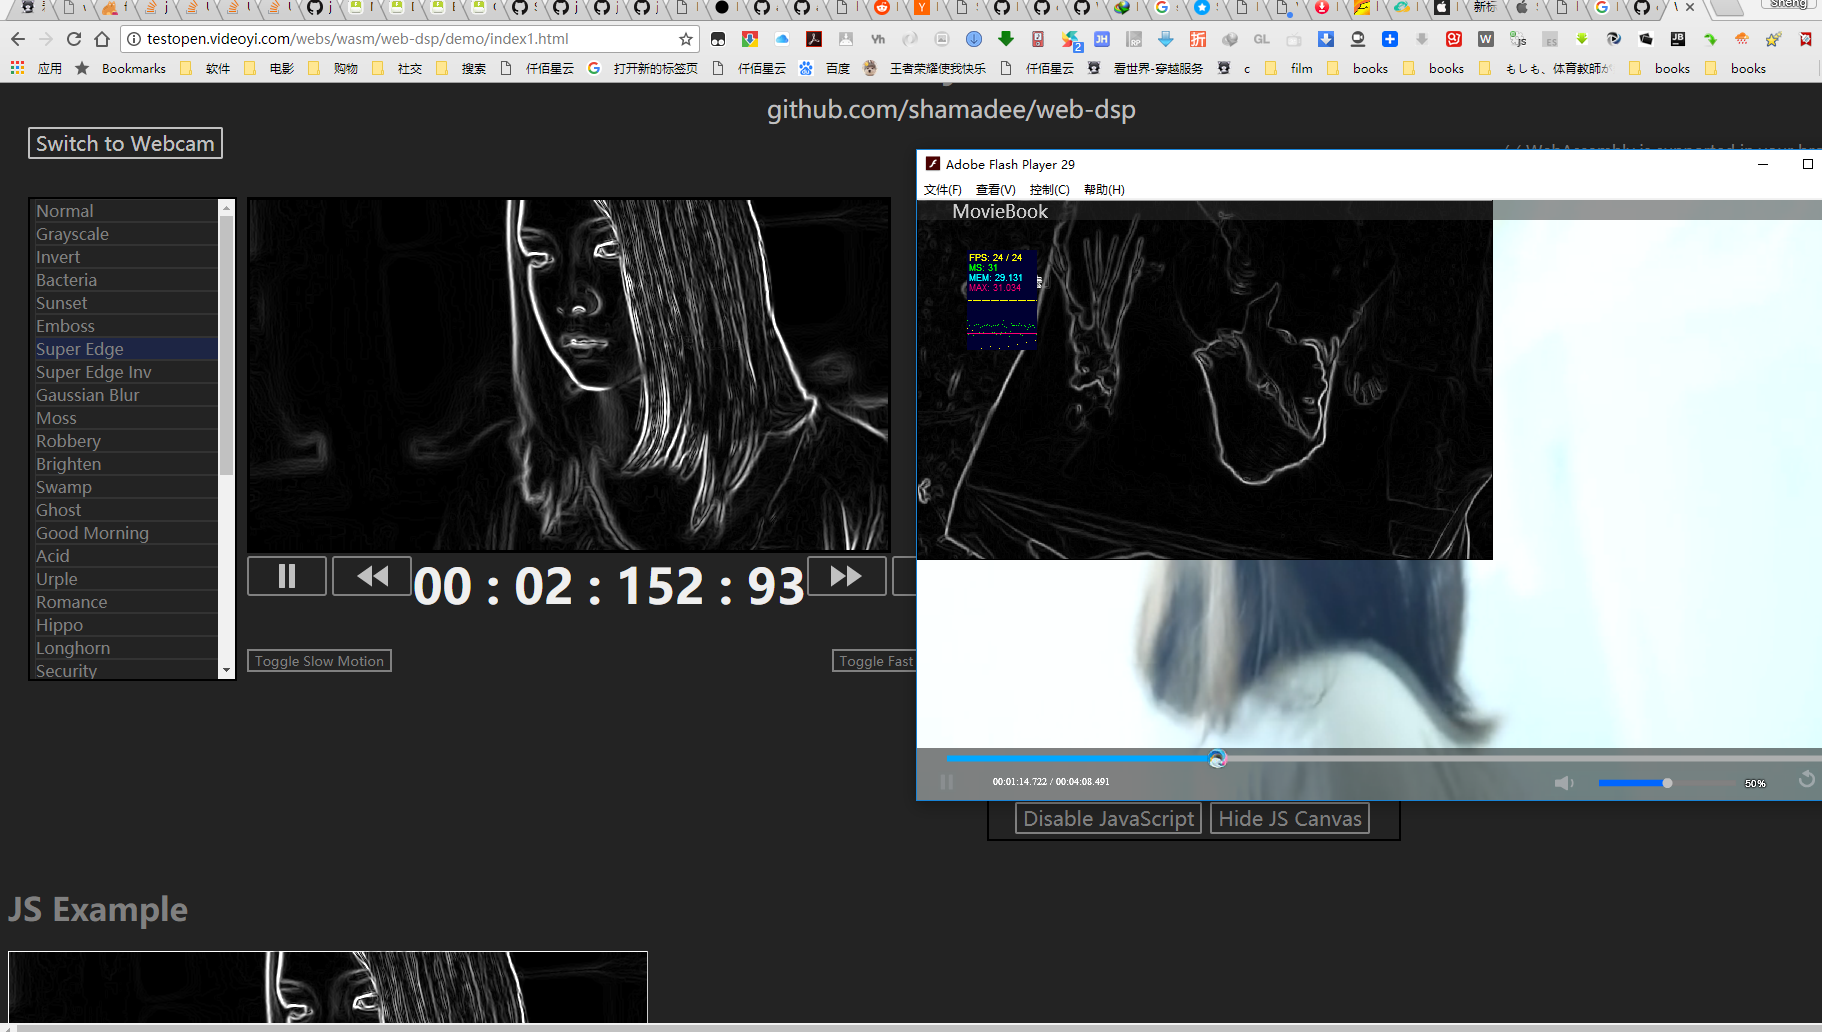 Sheng
testopen.videoyi.com/webs/wasm/web-dsp/demo/index1.html
应用 Bookmarks 软件 电影 购物 社交 搜索 仟佰星云 打开新的标签页 仟佰星云 百度 王者荣耀使我快乐 仟佰星云 看世界-穿越服务 c film books books もしも、体育教師が books books
github.com/shamadee/web-dsp
Switch to Webcam
Normal
Grayscale
Invert
Bacteria
Sunset
Emboss
Super Edge
Super Edge Inv
Gaussian Blur
Moss
Robbery
Brighten
Swamp
Ghost
Good Morning
Acid
Urple
Romance
Hippo
Longhorn
Security
00 : 02 : 152 : 93
Toggle Slow Motion
Toggle Fast
Adobe Flash Player 29
文件(F) 查看(V) 控制(C) 帮助(H)
MovieBook
FPS: 24 / 24
MS: 31
MEM: 29.131
MAX: 31.034
00:01:14.722 / 00:04:08.491
50%
Disable JavaScript Hide JS Canvas
JS Example